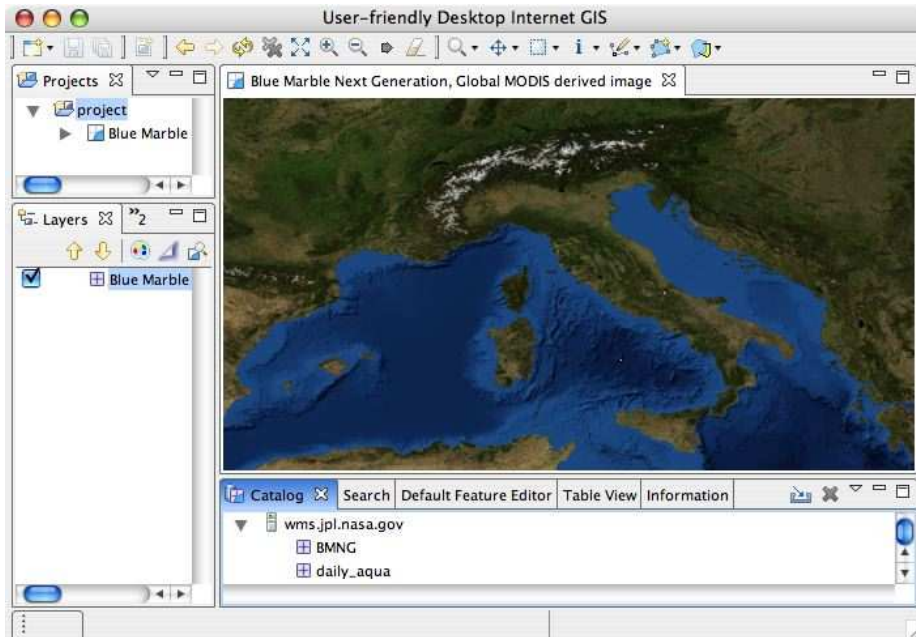 User-friendly Desktop Internet GIS
Projects
project
Blue Marble
Layers
»2
Blue Marble
Blue Marble Next Generation, Global MODIS derived image
Catalog
Search
Default Feature Editor
Table View
Information
wms.jpl.nasa.gov
BMNG
daily_aqua